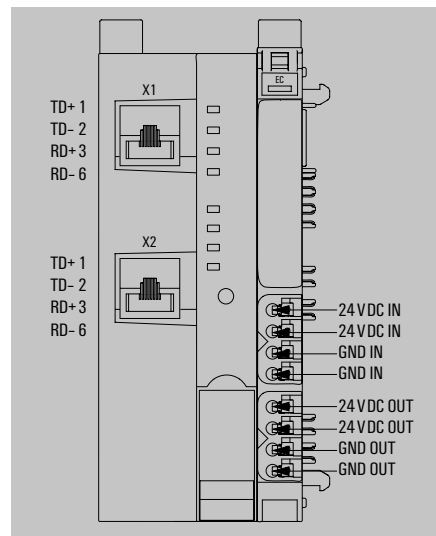 EC
X1
TD+ 1
TD– 2
RD+ 3
RD– 6
X2
TD+ 1
TD– 2
RD+ 3
RD– 6
24 V DC IN
24 V DC IN
GND IN
GND IN
24 V DC OUT
24 V DC OUT
GND OUT
GND OUT